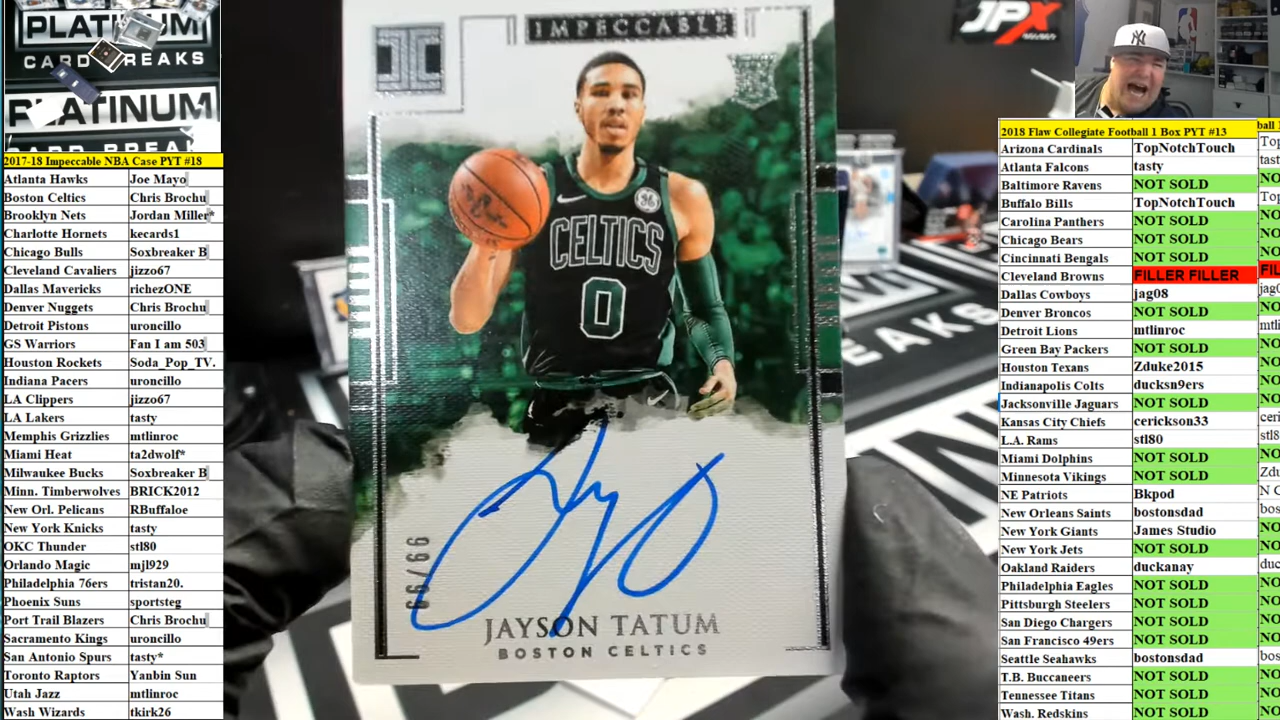 PLATINUM
CARD BREAKS
PLATINUM
CARD BREAKS
2017-18 Impeccable NBA Case PYT #18
Atlanta Hawks Joe Mayo
Boston Celtics Chris Brochu
Brooklyn Nets Jordan Miller*
Charlotte Hornets kecards1
Chicago Bulls Soxbreaker B
Cleveland Cavaliers jizzo67
Dallas Mavericks richezONE
Denver Nuggets Chris Brochu
Detroit Pistons uroncillo
GS Warriors Fan I am 503
Houston Rockets Soda_Pop_TV.
Indiana Pacers uroncillo
LA Clippers jizzo67
LA Lakers tasty
Memphis Grizzlies mtlinroc
Miami Heat ta2dwolf*
Milwaukee Bucks Soxbreaker B
Minn. Timberwolves BRICK2012
New Orl. Pelicans RBuffaloe
New York Knicks tasty
OKC Thunder stl80
Orlando Magic mjl929
Philadelphia 76ers tristan20.
Phoenix Suns sportsteg
Port Trail Blazers Chris Brochu
Sacramento Kings uroncillo
San Antonio Spurs tasty*
Toronto Raptors Yanbin Sun
Utah Jazz mtlinroc
Wash Wizards tkirk26
IMPECCABLE
CELTICS
0
JAYSON TATUM
BOSTON CELTICS
JPX
BREAKS
2018 Flaw Collegiate Football 1 Box PYT #13
Arizona Cardinals TopNotchTouch
Atlanta Falcons tasty
Baltimore Ravens NOT SOLD
Buffalo Bills TopNotchTouch
Carolina Panthers NOT SOLD
Chicago Bears NOT SOLD
Cincinnati Bengals NOT SOLD
Cleveland Browns FILLER FILLER
Dallas Cowboys jag08
Denver Broncos NOT SOLD
Detroit Lions mtlinroc
Green Bay Packers NOT SOLD
Houston Texans Zduke2015
Indianapolis Colts ducksn9ers
Jacksonville Jaguars NOT SOLD
Kansas City Chiefs cerickson33
L.A. Rams stl80
Miami Dolphins NOT SOLD
Minnesota Vikings NOT SOLD
NE Patriots Bkpod
New Orleans Saints bostonsdad
New York Giants James Studio
New York Jets NOT SOLD
Oakland Raiders duckanay
Philadelphia Eagles NOT SOLD
Pittsburgh Steelers NOT SOLD
San Diego Chargers NOT SOLD
San Francisco 49ers NOT SOLD
Seattle Seahawks bostonsdad
T.B. Buccaneers NOT SOLD
Tennessee Titans NOT SOLD
Wash. Redskins NOT SOLD